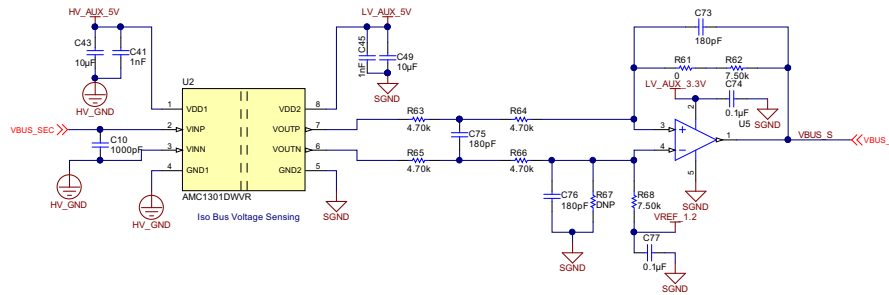 HV_AUX_5V
C43
10µF
C41
1nF
HV_GND
VBUS_SEC
C10
1000pF
HV_GND
HV_GND
U2
1
VDD1
VDD2
8
2
VINP
VOUTP
7
3
VINN
VOUTN
6
4
GND1
GND2
5
AMC1301DWVR
Iso Bus Voltage Sensing
LV_AUX_5V
C45
1nF
C49
10µF
SGND
SGND
R63
4.70k
R64
4.70k
C75
180pF
R65
4.70k
R66
4.70k
C76
180pF
R67
DNP
R68
7.50k
SGND
VREF_1.2
C77
0.1µF
SGND
C73
180pF
R61
0
R62
7.50k
LV_AUX_3.3V
C74
0.1µF
SGND
U5
2
3
4
1
5
SGND
VBUS_S
VBUS_